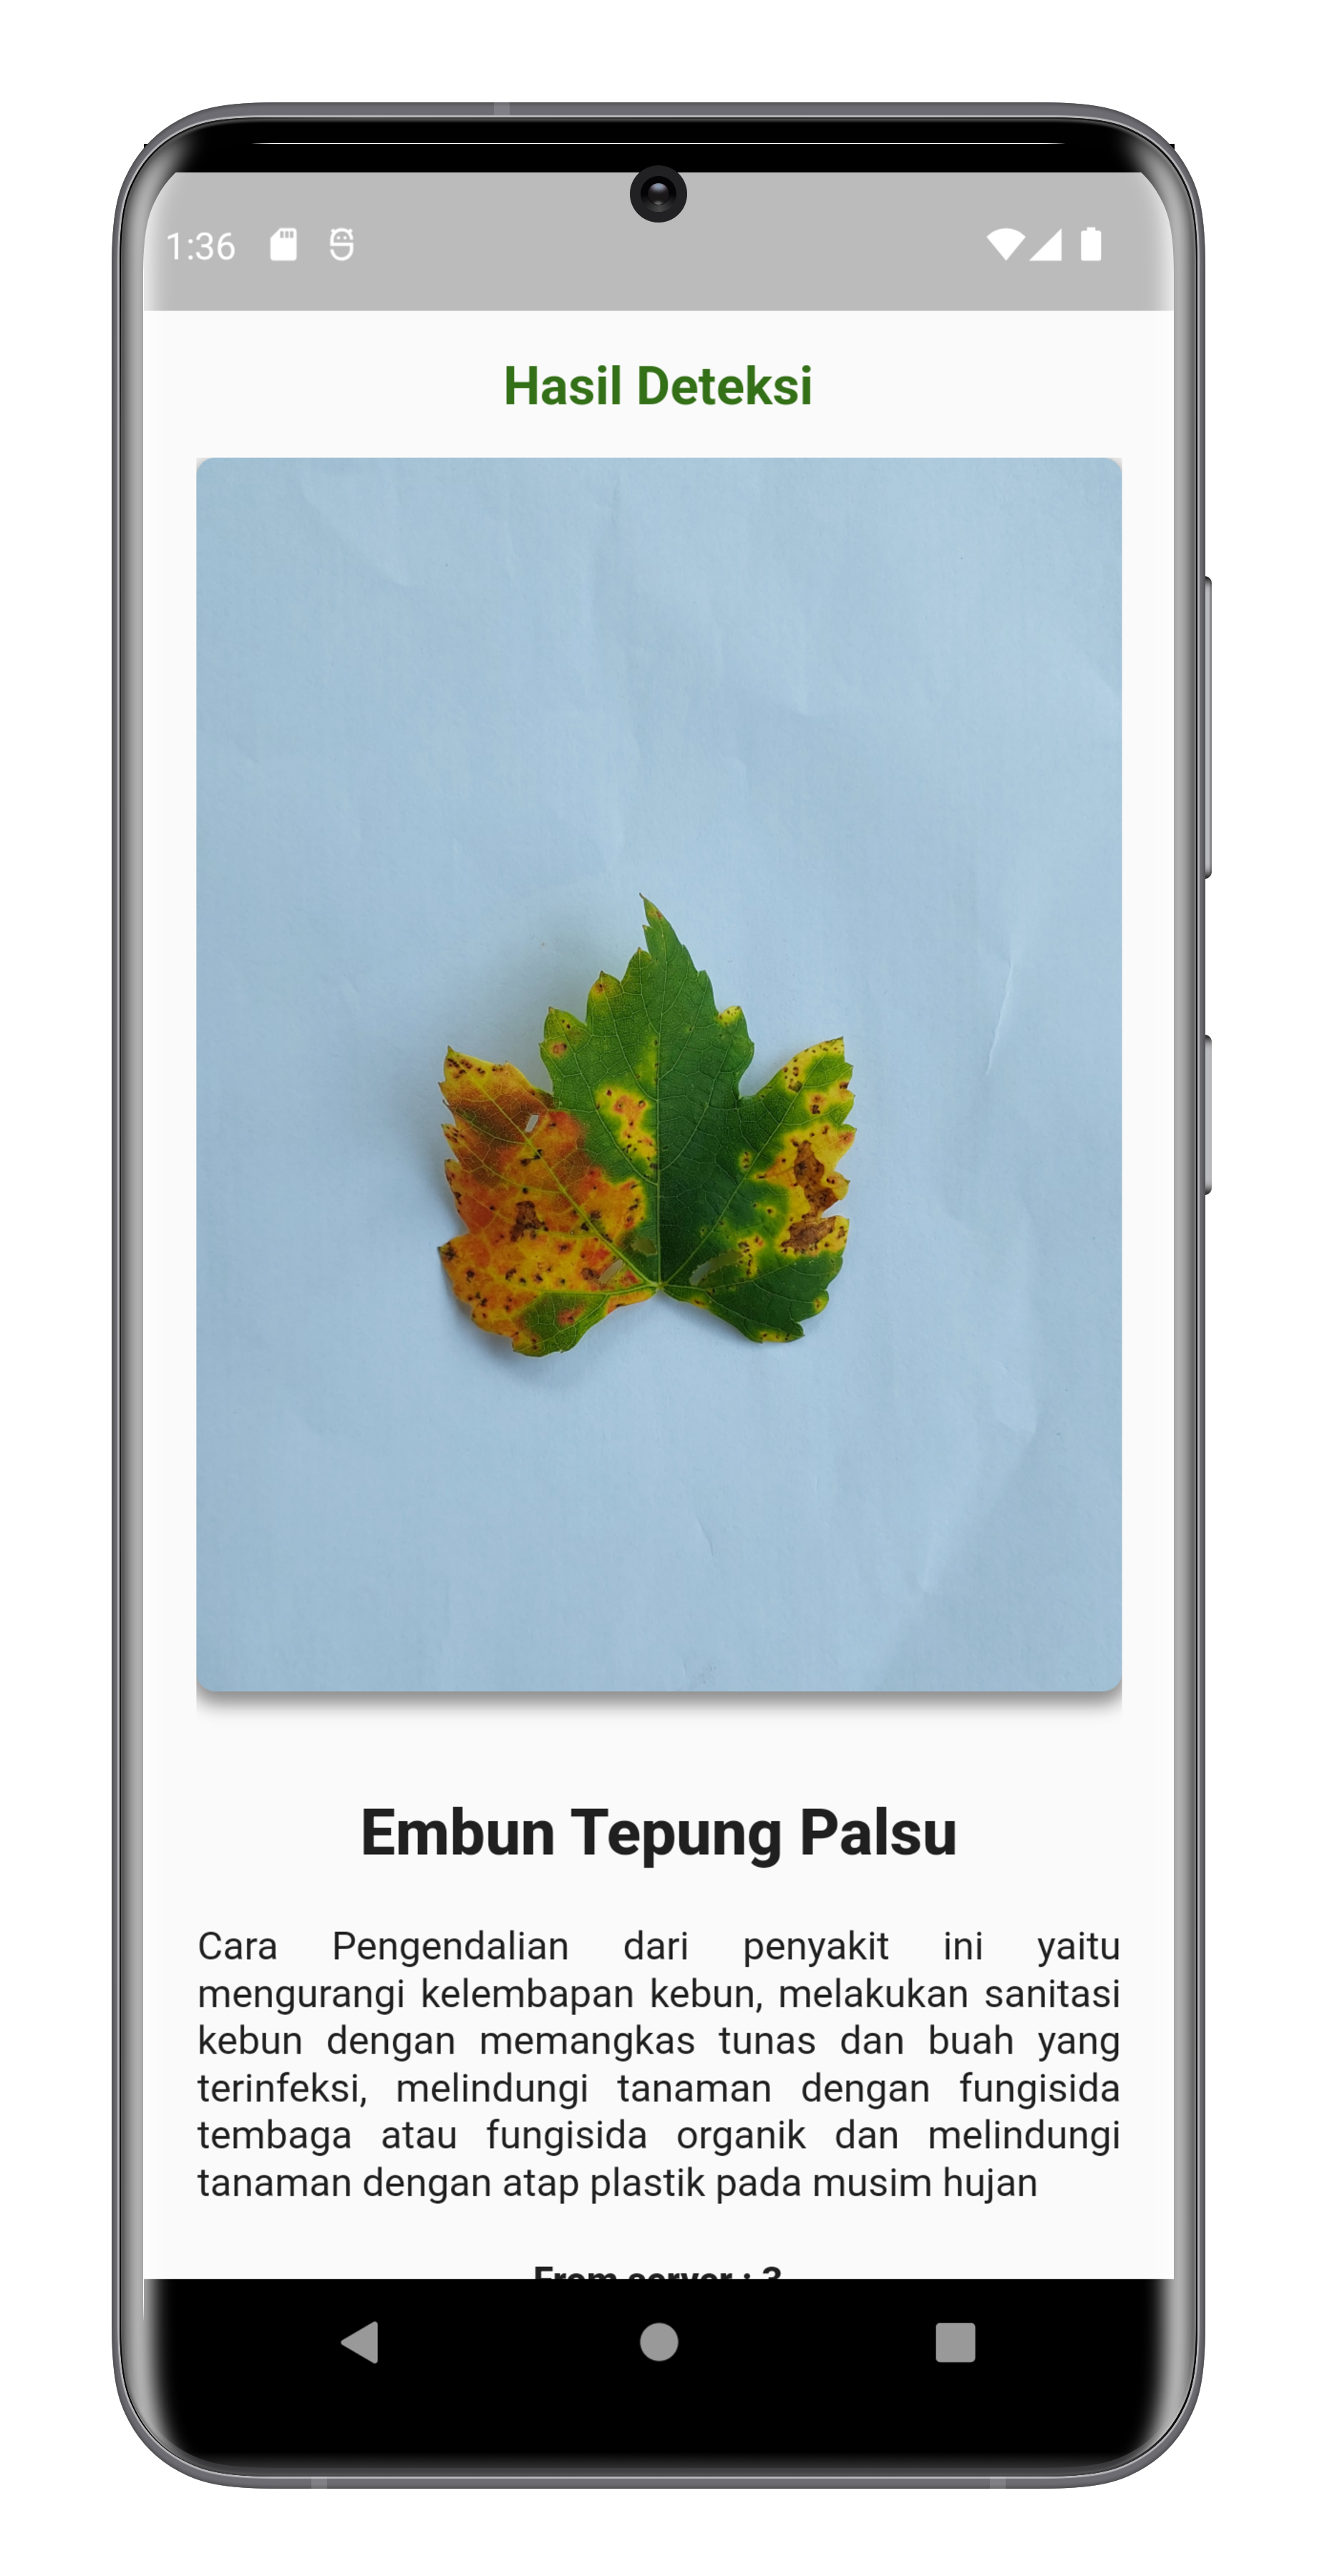 1:36
Hasil Deteksi
Embun Tepung Palsu
Cara Pengendalian dari penyakit ini yaitu
mengurangi kelembapan kebun, melakukan sanitasi
kebun dengan memangkas tunas dan buah yang
terinfeksi, melindungi tanaman dengan fungisida
tembaga atau fungisida organik dan melindungi
tanaman dengan atap plastik pada musim hujan
From server : 3